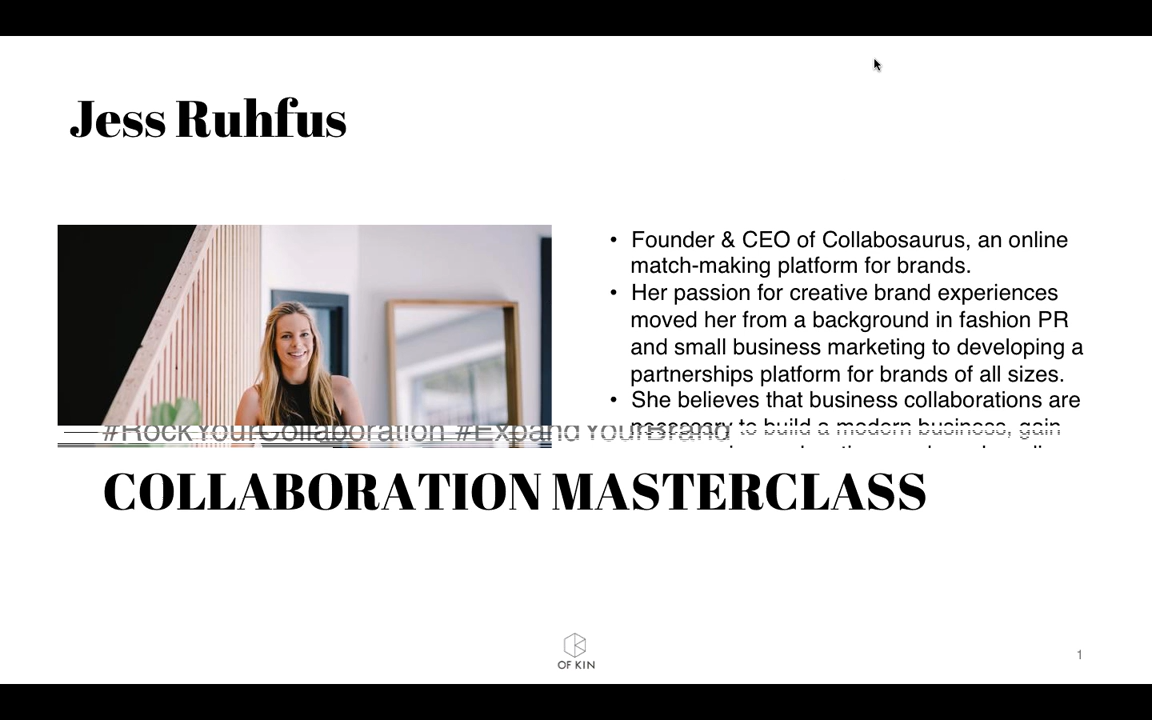 Jess Ruhfus
• Founder & CEO of Collabosaurus, an online
match-making platform for brands.
• Her passion for creative brand experiences
moved her from a background in fashion PR
and small business marketing to developing a
partnerships platform for brands of all sizes.
• She believes that business collaborations are
necessary to build a modern business, gain
#RockYourCollaboration #ExpandYourBrand
COLLABORATION MASTERCLASS
OF KIN
1